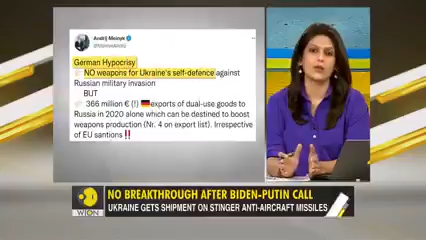 Andrij Melnyk
@MelnykAndrij
German Hypocrisy
NO weapons for Ukraine's self-defence against
Russian military invasion
BUT
366 million € (!) exports of dual-use goods to
Russia in 2020 alone which can be destined to boost
weapons production (Nr. 4 on export list). Irrespective
of EU santions‼️
WION
NO BREAKTHROUGH AFTER BIDEN-PUTIN CALL
UKRAINE GETS SHIPMENT ON STINGER ANTI-AIRCRAFT MISSILES